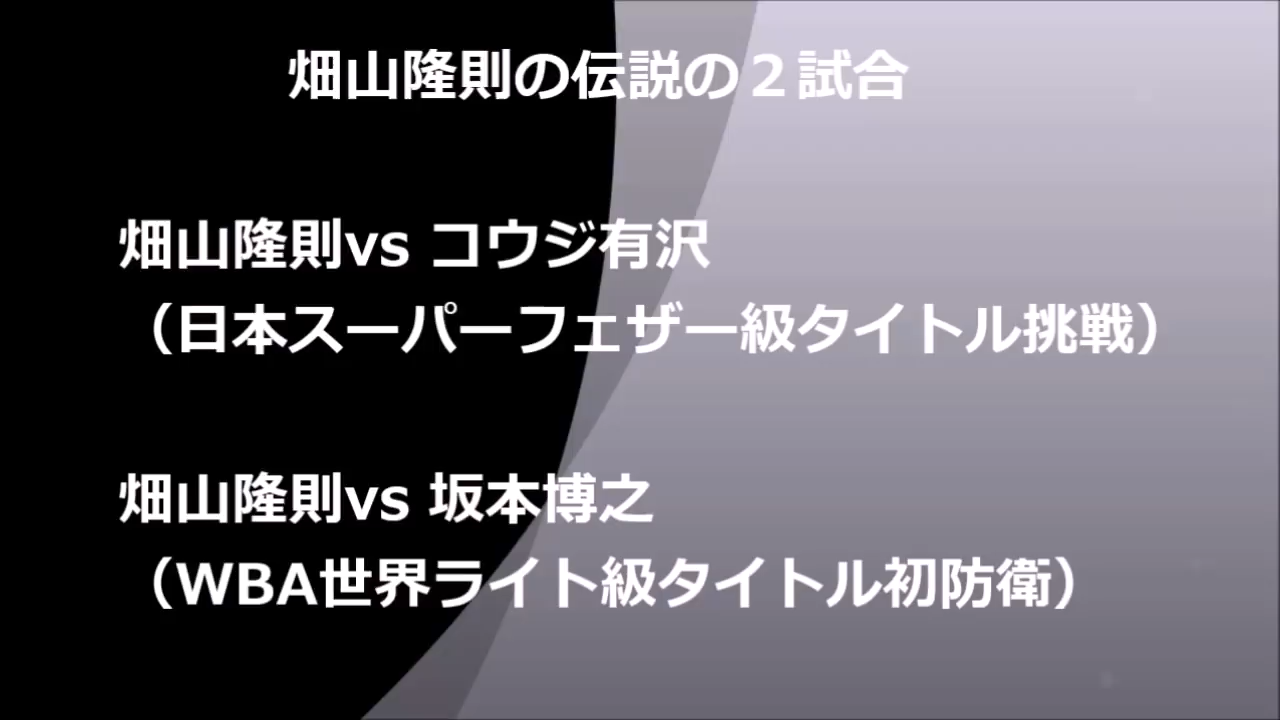 畑山隆則の伝説の２試合
畑山隆則vs コウジ有沢
（日本スーパーフェザー級タイトル挑戦）
畑山隆則vs 坂本博之
（WBA世界ライト級タイトル初防衛）